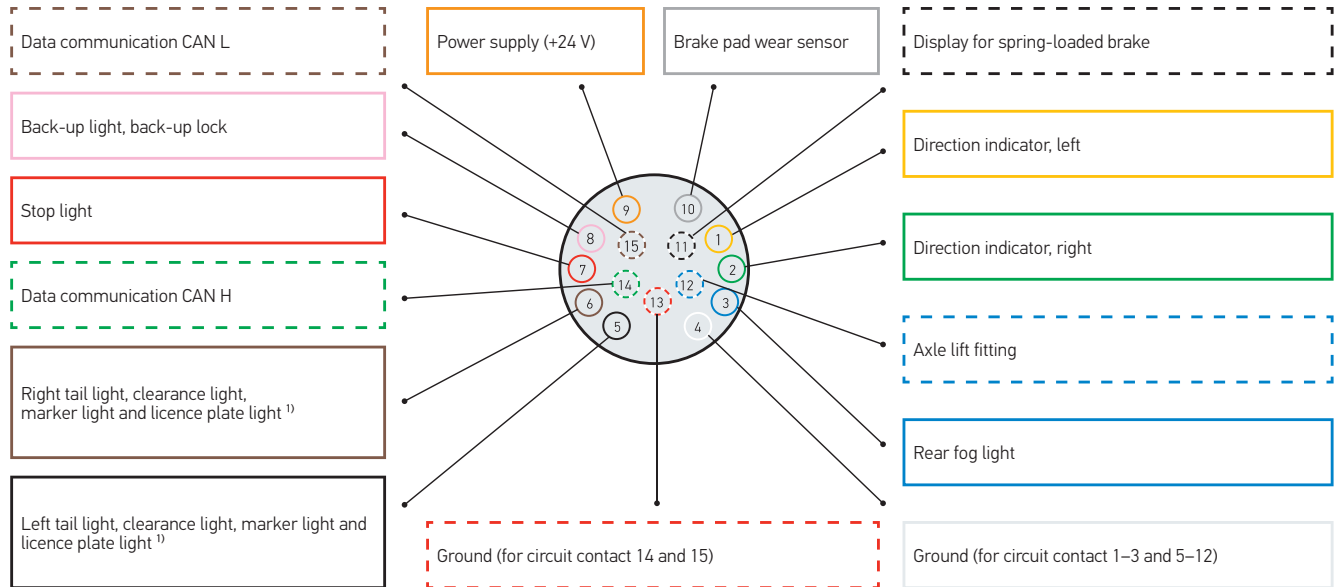 Data communication CAN L
Power supply (+24 V)
Brake pad wear sensor
Display for spring-loaded brake
Back-up light, back-up lock
Direction indicator, left
Stop light
Direction indicator, right
Data communication CAN H
Axle lift fitting
Right tail light, clearance light,
marker light and licence plate light ¹⁾
Rear fog light
Left tail light, clearance light, marker light and
licence plate light ¹⁾
Ground (for circuit contact 14 and 15)
Ground (for circuit contact 1–3 and 5–12)
9
10
8
15
11
1
7
2
14
12
6
13
3
5
4